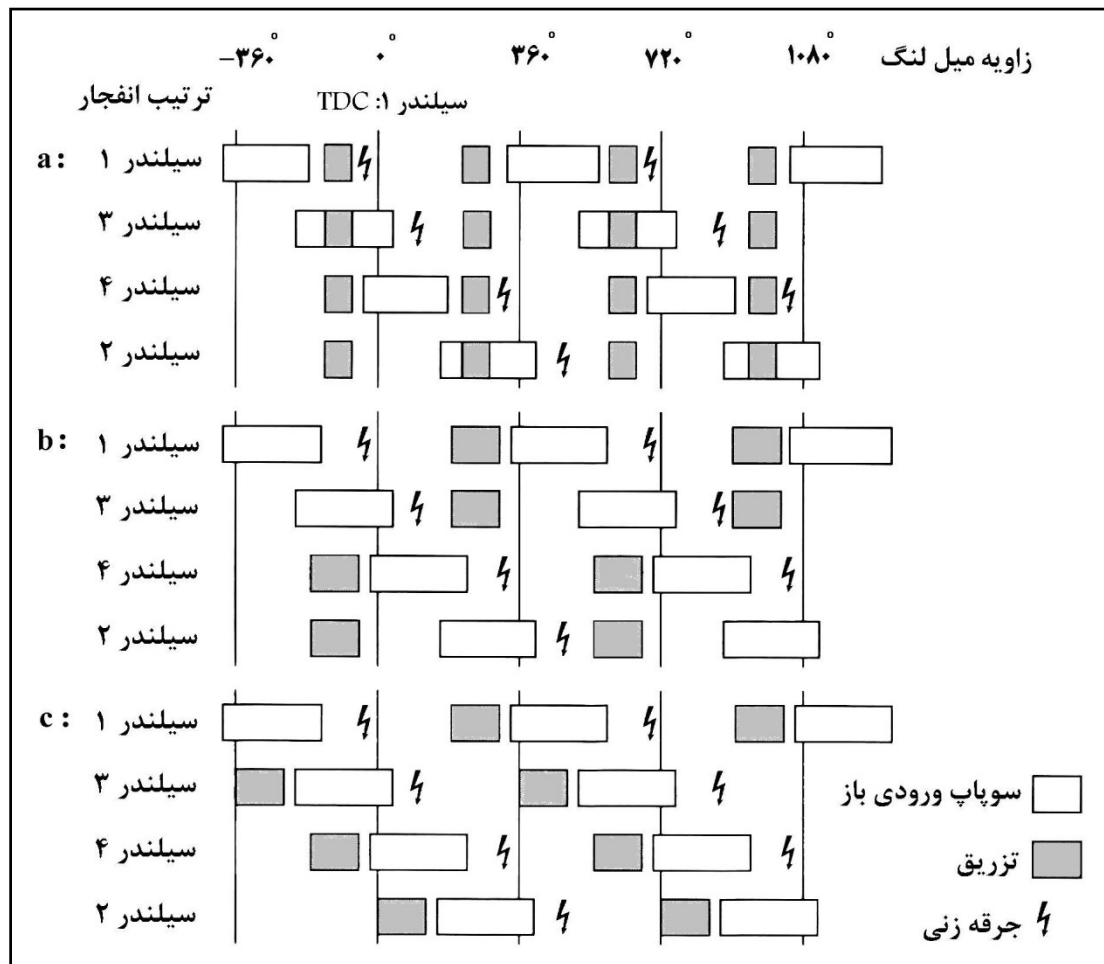 زاویه میل لنگ −۳۶۰° ۰° ۳۶۰° ۷۲۰° ۱۰۸۰°
ترتیب انفجار
سیلندر ۱: TDC
a: سیلندر ۱
سیلندر ۳
سیلندر ۴
سیلندر ۲
b: سیلندر ۱
سیلندر ۳
سیلندر ۴
سیلندر ۲
c: سیلندر ۱
سیلندر ۳
سیلندر ۴
سیلندر ۲
سوپاپ ورودی باز
تزریق
جرقه زنی